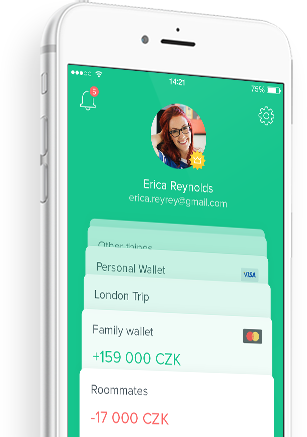 14:21
75%
5
Erica Reynolds
erica.reyrey@gmail.com
Other things
Personal Wallet
VISA
London Trip
Family wallet
+159 000 CZK
Roommates
-17 000 CZK